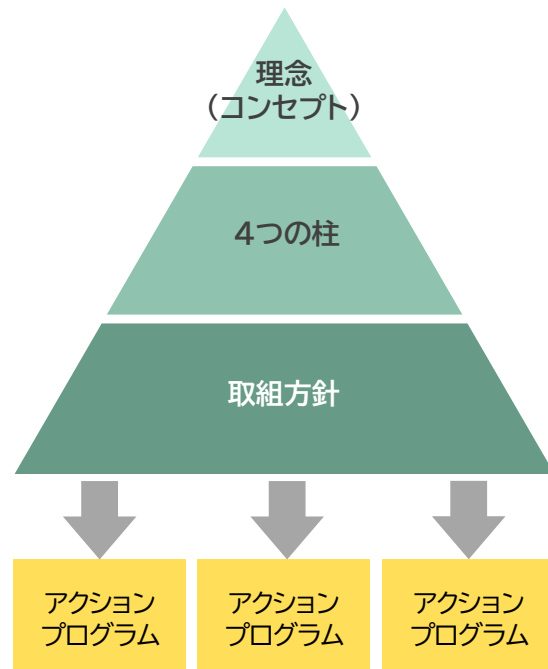 理念
（コンセプト）
4つの柱
取組方針
アクション
プログラム
アクション
プログラム
アクション
プログラム